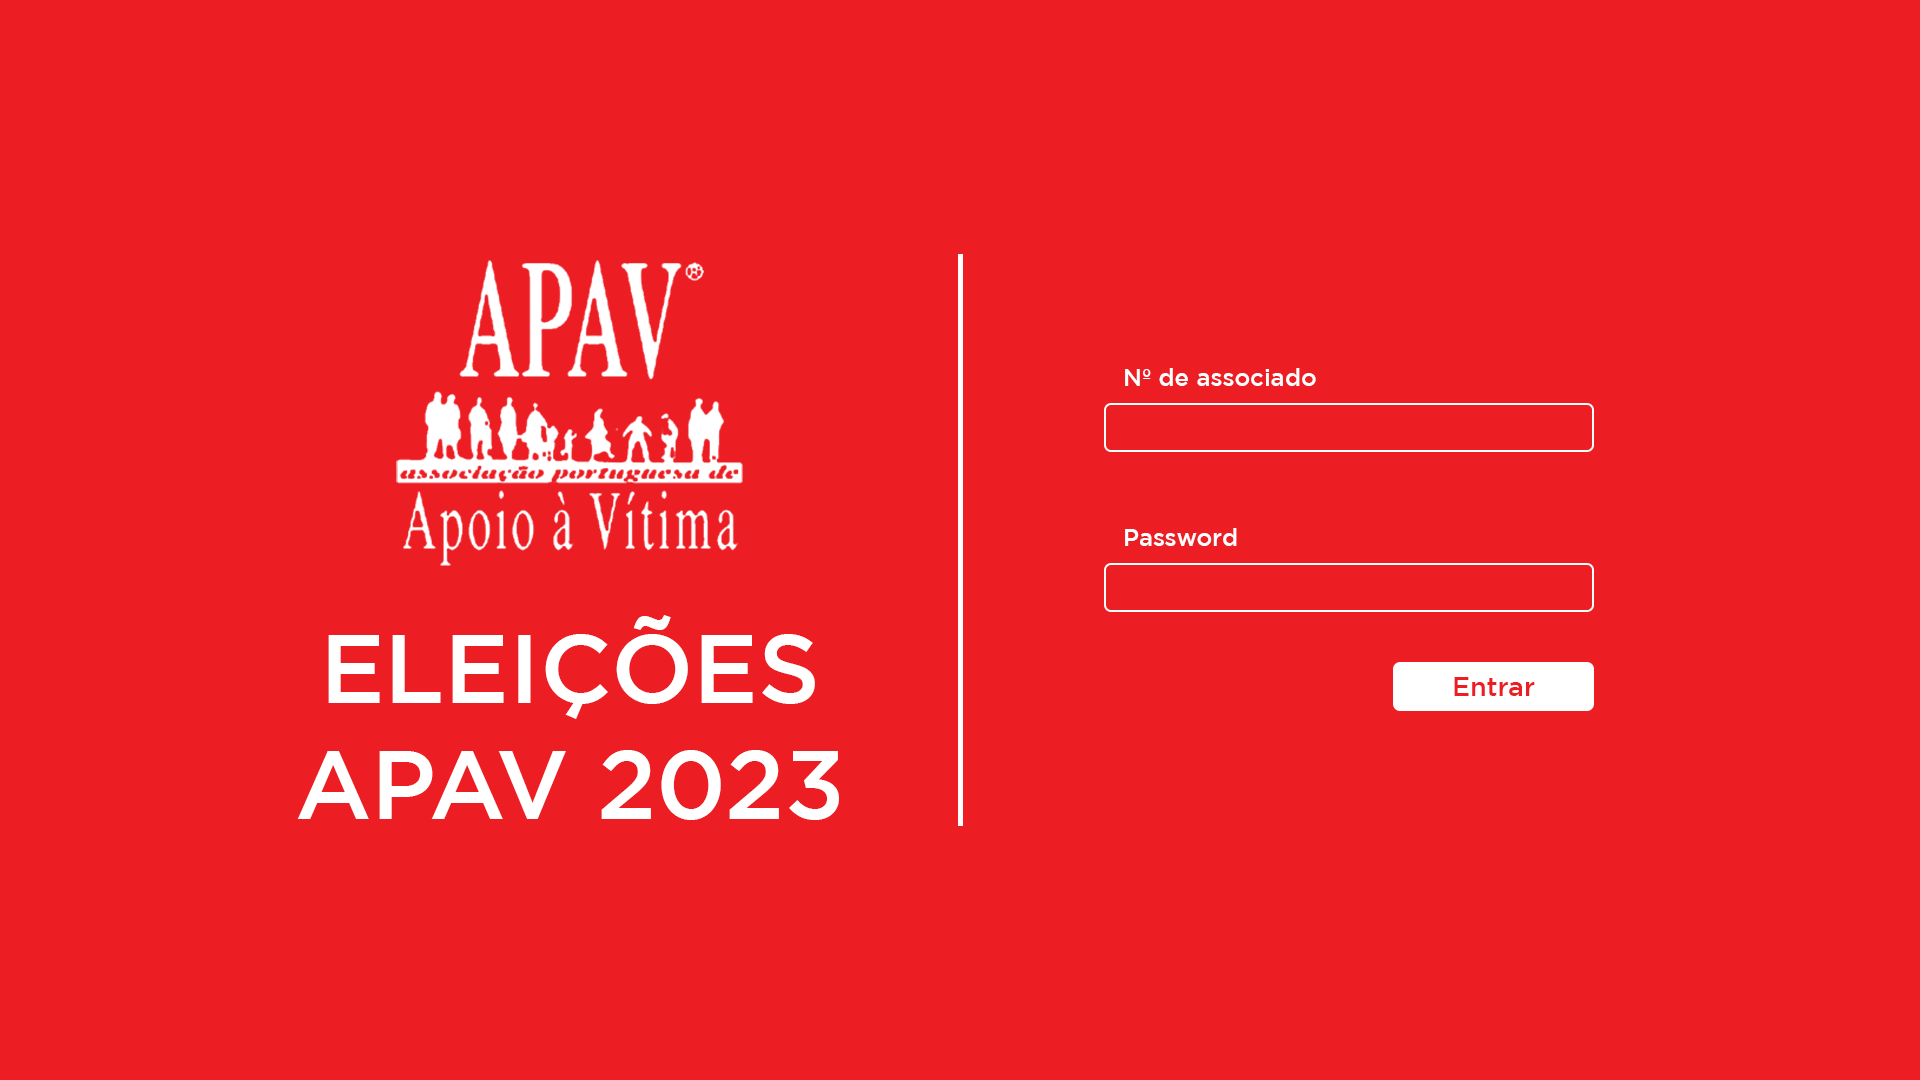 APAV®
associação portuguesa de
Apoio à Vítima
ELEIÇÕES
APAV 2023
Nº de associado
Password
Entrar